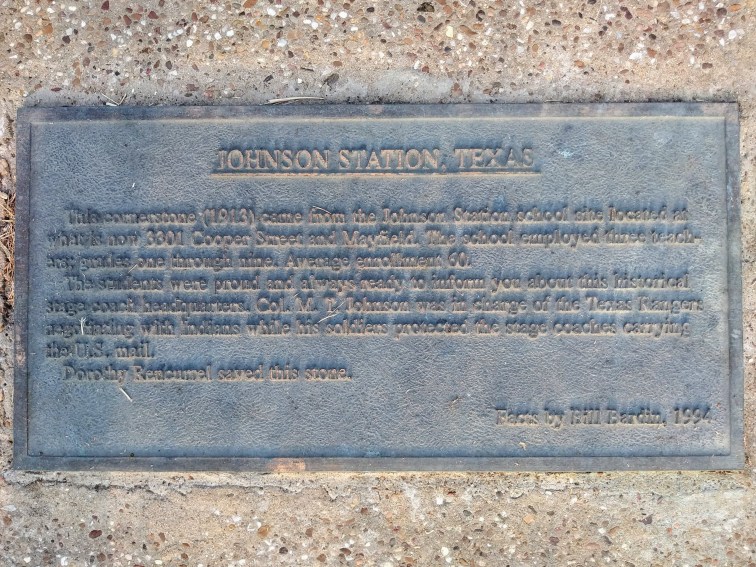 JOHNSON STATION, TEXAS
This cornerstone (1913) came from the Johnson Station school site located at
what is now 3301 Cooper Street and Mayfield. The school employed three teach-
ers, grades one through nine. Average enrollment 60.
The students were proud and always ready to inform you about this historical
stage coach headquarters. Col. M. T. Johnson was in charge of the Texas Rangers
negotiating with Indians while his soldiers protected the stage coaches carrying
the U.S. mail.
Dorothy Rencurrel saved this stone.
Facts by Bill Bardin, 1994